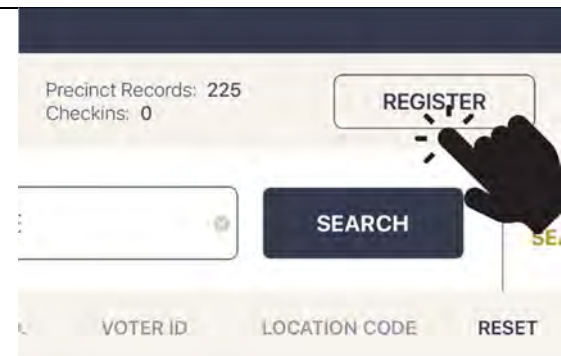 Precinct Records: 225
Checkins: 0
REGISTER
SEARCH
VOTER ID
LOCATION CODE
RESET